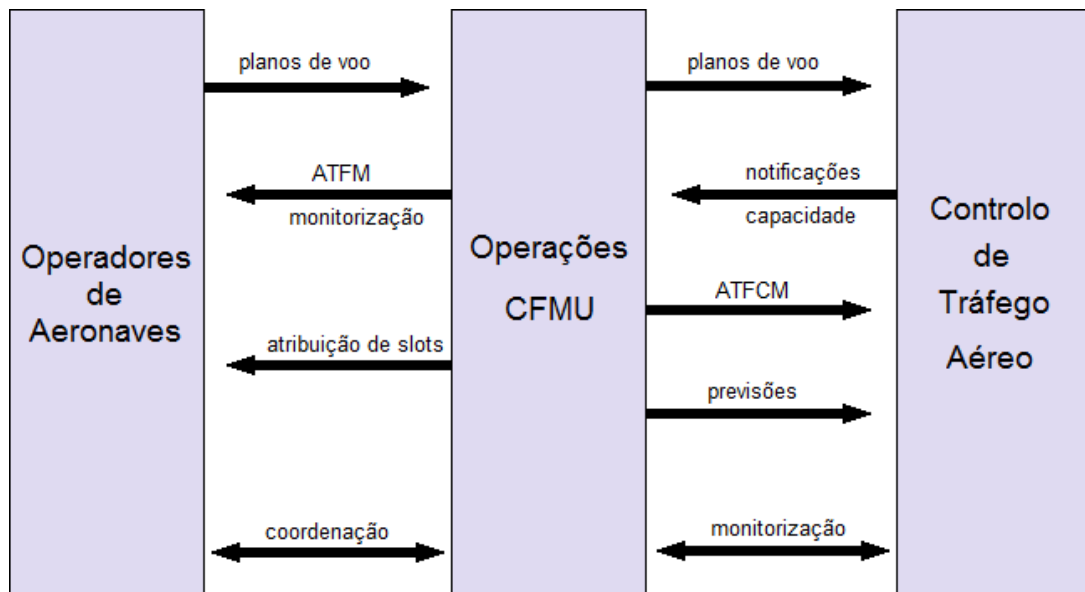 Operadores
de
Aeronaves
planos de voo
ATFM
monitorização
atribuição de slots
coordenação
Operações
CFMU
planos de voo
notificações
capacidade
ATFCM
previsões
monitorização
Controlo
de
Tráfego
Aéreo